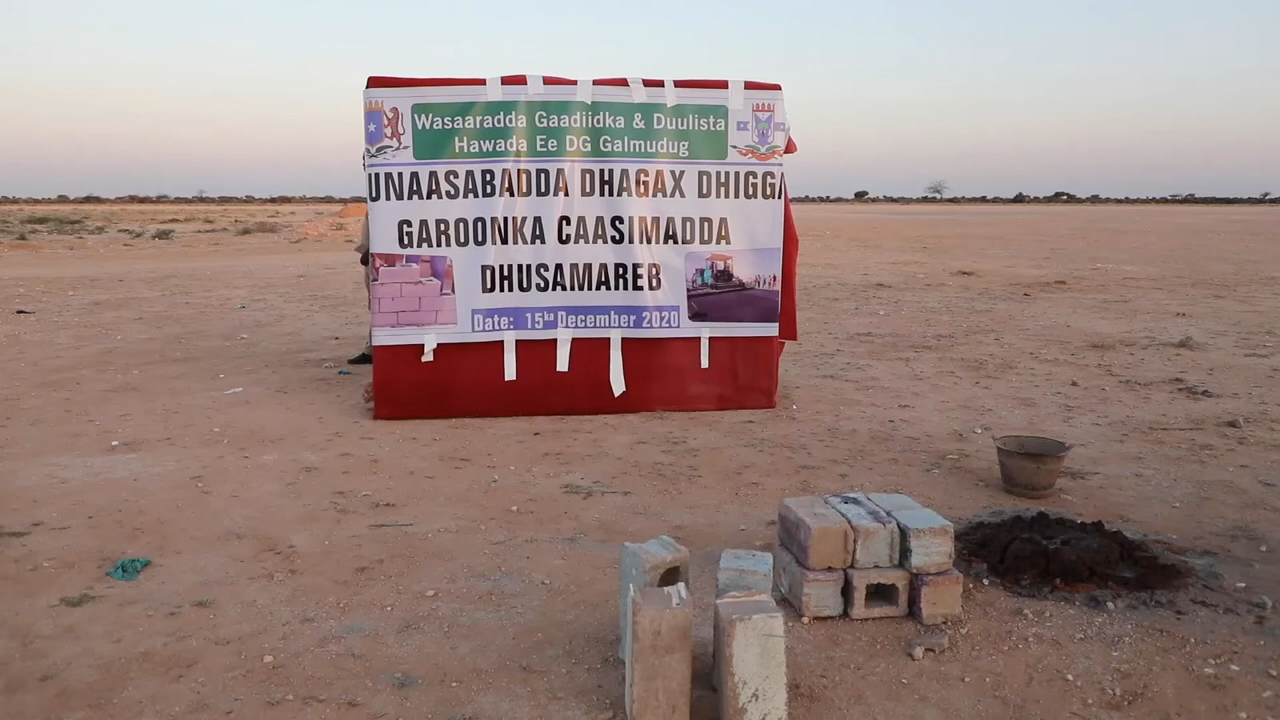 Wasaaradda Gaadiidka & Duulista
Hawada Ee DG Galmudug
UNAASABADDA DHAGAX DHIGGA
GAROONKA CAASIMADDA
DHUSAMAREB
Date: 15ka December 2020